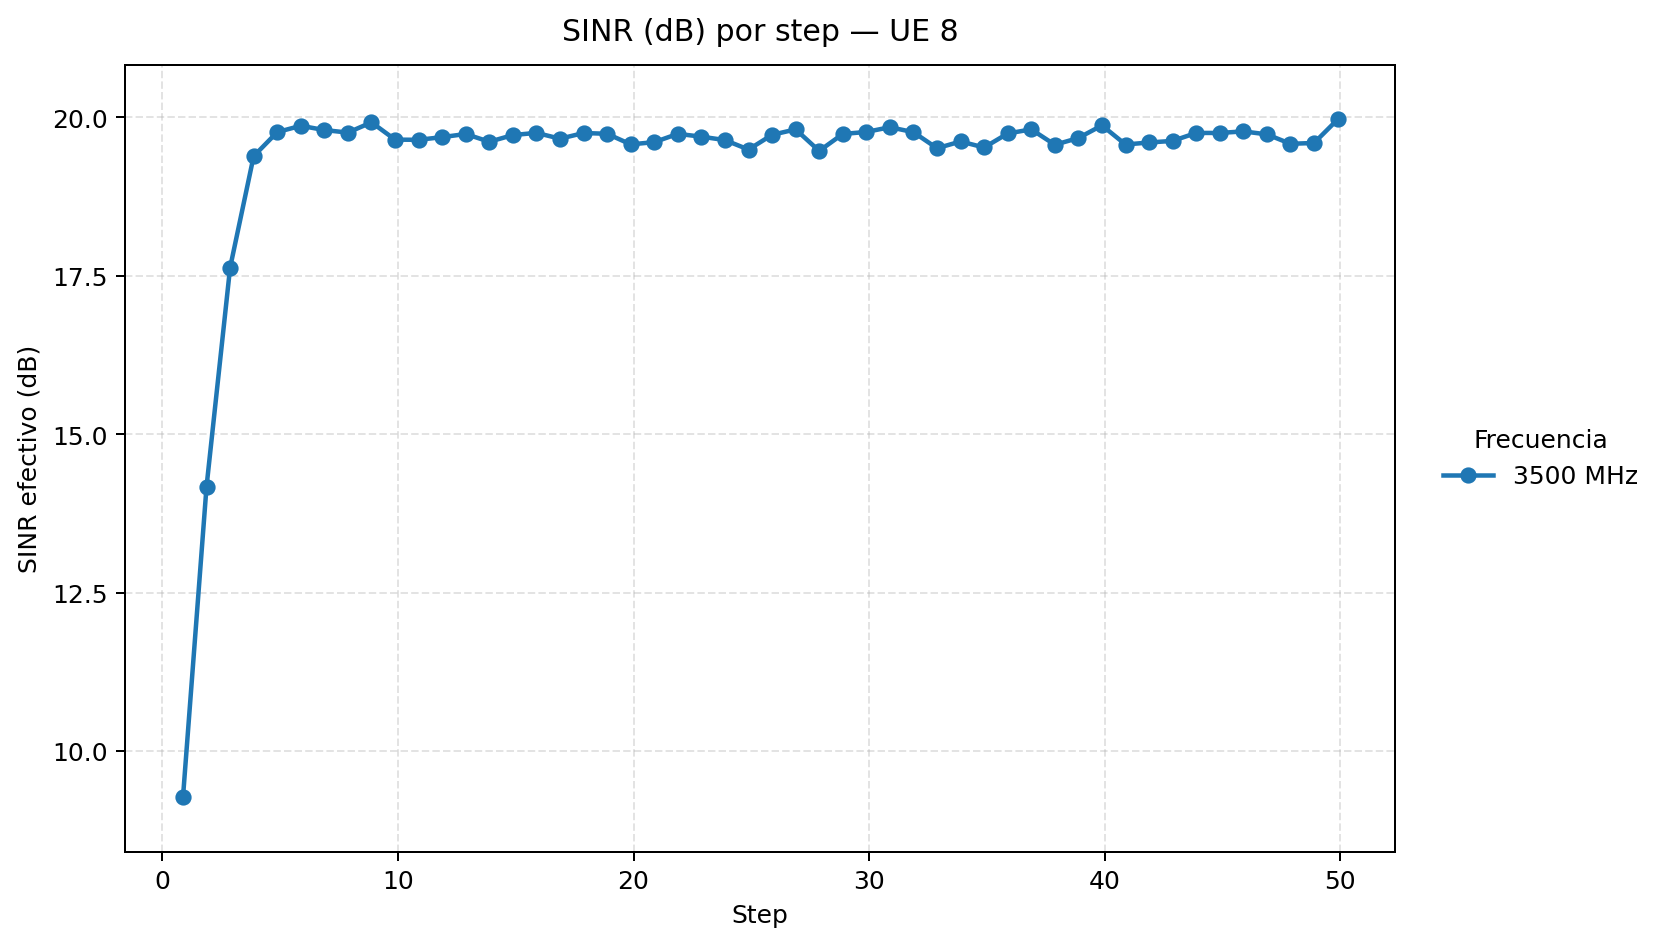 SINR (dB) por step — UE 8
SINR efectivo (dB)
20.0
17.5
15.0
12.5
10.0
0 10 20 30 40 50
Step
Frecuencia
3500 MHz